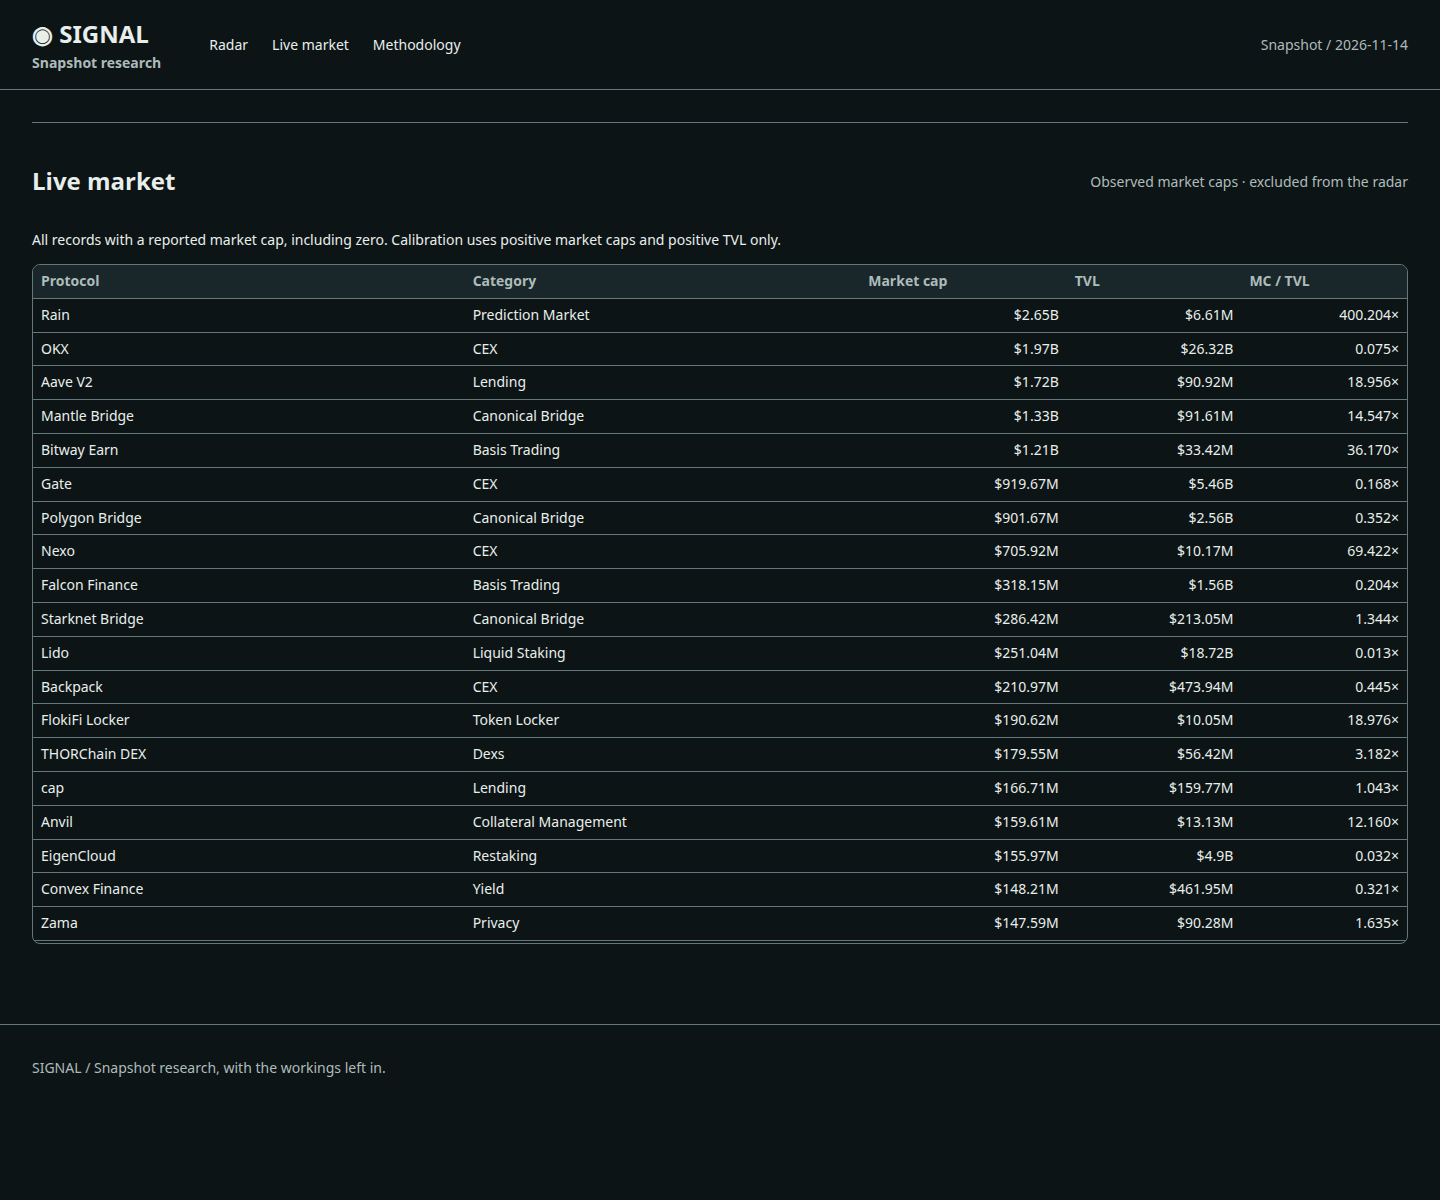 ◉ SIGNAL
Snapshot research
Radar Live market Methodology
Snapshot / 2026-11-14
Live market
Observed market caps · excluded from the radar
All records with a reported market cap, including zero. Calibration uses positive market caps and positive TVL only.
Protocol Category Market cap TVL MC / TVL
Rain Prediction Market $2.65B $6.61M 400.204×
OKX CEX $1.97B $26.32B 0.075×
Aave V2 Lending $1.72B $90.92M 18.956×
Mantle Bridge Canonical Bridge $1.33B $91.61M 14.547×
Bitway Earn Basis Trading $1.21B $33.42M 36.170×
Gate CEX $919.67M $5.46B 0.168×
Polygon Bridge Canonical Bridge $901.67M $2.56B 0.352×
Nexo CEX $705.92M $10.17M 69.422×
Falcon Finance Basis Trading $318.15M $1.56B 0.204×
Starknet Bridge Canonical Bridge $286.42M $213.05M 1.344×
Lido Liquid Staking $251.04M $18.72B 0.013×
Backpack CEX $210.97M $473.94M 0.445×
FlokiFi Locker Token Locker $190.62M $10.05M 18.976×
THORChain DEX Dexs $179.55M $56.42M 3.182×
cap Lending $166.71M $159.77M 1.043×
Anvil Collateral Management $159.61M $13.13M 12.160×
EigenCloud Restaking $155.97M $4.9B 0.032×
Convex Finance Yield $148.21M $461.95M 0.321×
Zama Privacy $147.59M $90.28M 1.635×
SIGNAL / Snapshot research, with the workings left in.